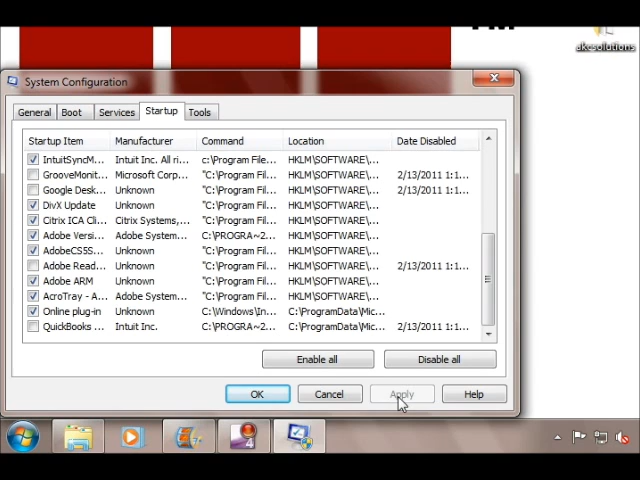 akcsolutions
System Configuration
General Boot Services Startup Tools
Startup Item Manufacturer Command Location Date Disabled
IntuitSyncM... Intuit Inc. All ri... c:\Program File... HKLM\SOFTWARE\...
GrooveMonit... Microsoft Corp... "C:\Program Fil... HKLM\SOFTWARE\... 2/13/2011 1:1...
Google Desk... Unknown "C:\Program Fil... HKLM\SOFTWARE\... 2/13/2011 1:1...
DivX Update Unknown "C:\Program Fil... HKLM\SOFTWARE\...
Citrix ICA Cli... Citrix Systems,... "C:\Program Fil... HKLM\SOFTWARE\...
Adobe Versi... Adobe System... C:\PROGRA~2... HKLM\SOFTWARE\...
AdobeCS5S... Unknown "C:\Program Fil... HKLM\SOFTWARE\...
Adobe Read... Unknown "C:\Program Fil... HKLM\SOFTWARE\... 2/13/2011 1:1...
Adobe ARM Unknown "C:\Program Fil... HKLM\SOFTWARE\...
AcroTray - A... Adobe System... "C:\Program Fil... HKLM\SOFTWARE\...
Online plug-in Unknown C:\Windows\In... C:\ProgramData\Mic...
QuickBooks ... Intuit Inc. C:\PROGRA~2... C:\ProgramData\Mic... 2/13/2011 1:1...
Enable all Disable all
OK Cancel Apply Help